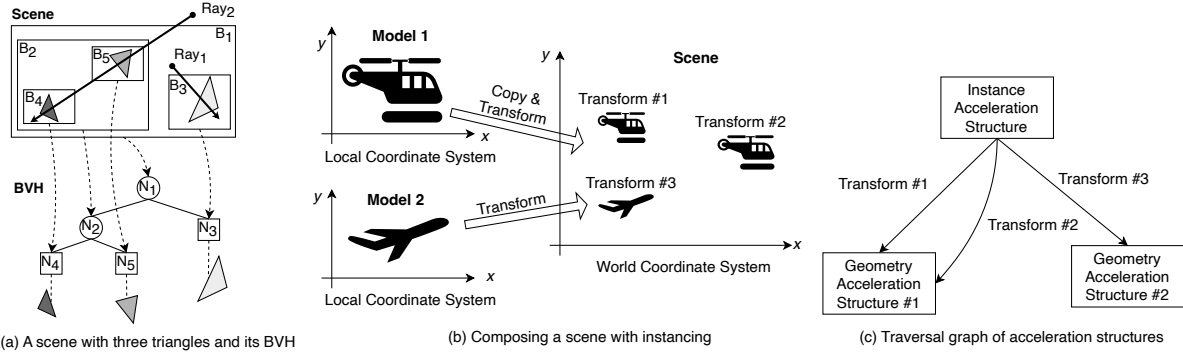 Scene
Ray2
B1
B2
B5
Ray1
B3
B4
BVH
N1
N2
N3
N4
N5
(a) A scene with three triangles and its BVH
y
Model 1
x
Local Coordinate System
Copy &
Transform
y
Model 2
x
Local Coordinate System
Transform
y
Scene
Transform #1
Transform #2
Transform #3
x
World Coordinate System
(b) Composing a scene with instancing
Instance
Acceleration
Structure
Transform #1
Transform #3
Transform #2
Geometry
Acceleration
Structure #1
Geometry
Acceleration
Structure #2
(c) Traversal graph of acceleration structures